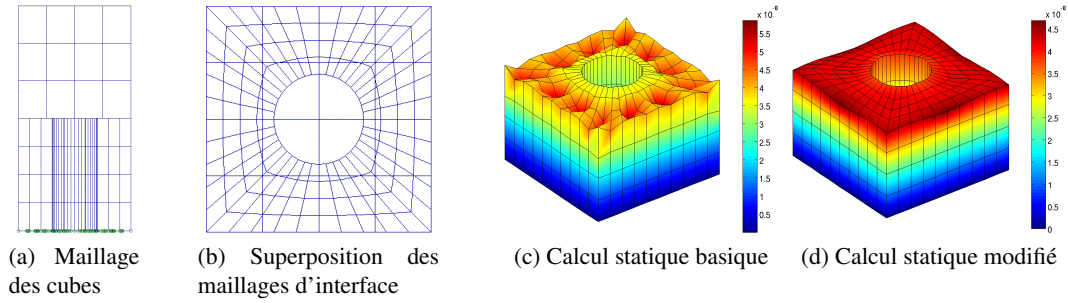 x 10⁻⁸
5.5
5
4.5
4
3.5
3
2.5
2
1.5
1
0.5
x 10⁻⁸
4.5
4
3.5
3
2.5
2
1.5
1
0.5
0
(a) Maillage
des cubes
(b) Superposition des
maillages d'interface
(c) Calcul statique basique
(d) Calcul statique modifié